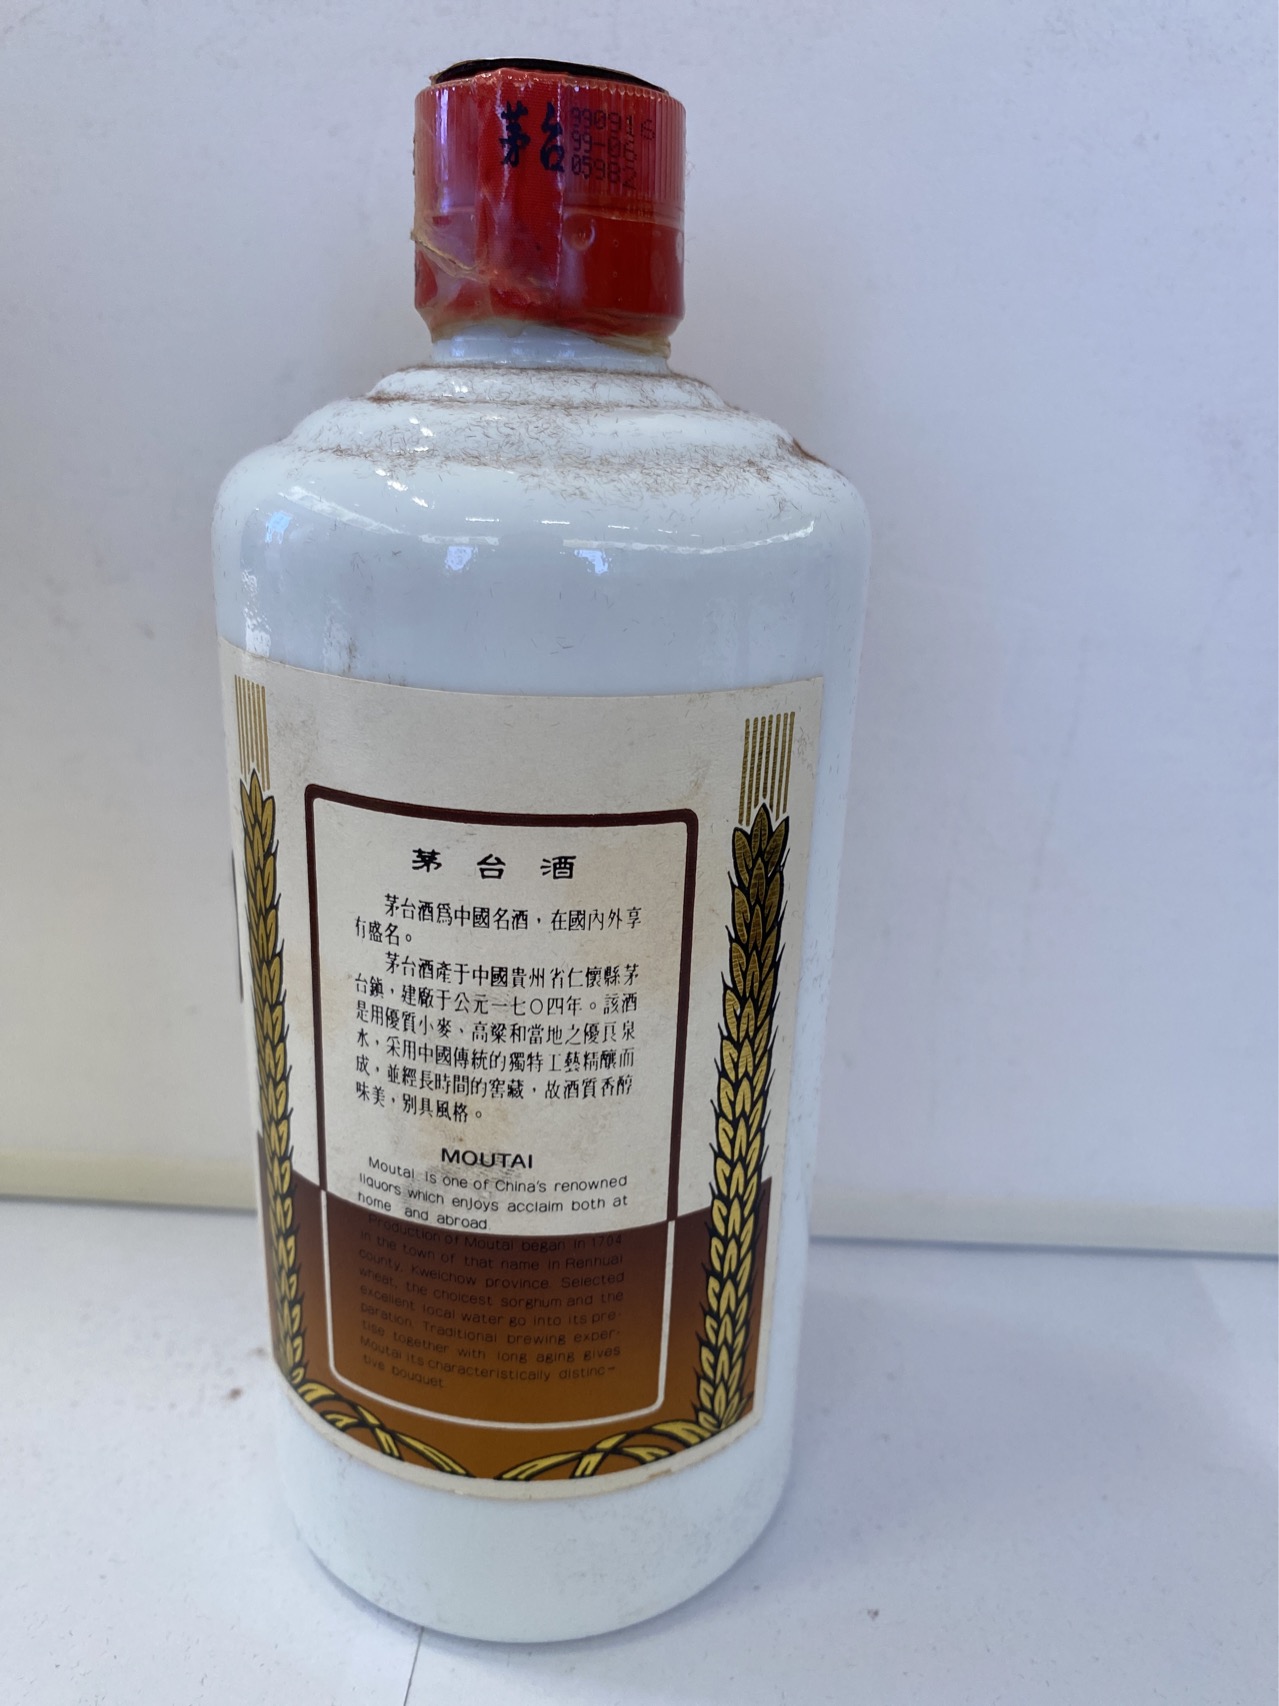 茅台
990916
99-06
05982
茅台酒
茅台酒爲中國名酒，在國內外享
有盛名。
茅台酒產于中國貴州省仁懷縣茅
台鎮，建廠于公元一七〇四年。該酒
是用優質小麥、高粱和當地之優良泉
水，采用中國傳統的獨特工藝精釀而
成，並經長時間的窖藏，故酒質香醇
味美，别具風格。
MOUTAI
Moutai is one of China's renowned
liquors which enjoys acclaim both at
home and abroad.
Production of Moutai began in 1704
in the town of that name in Renhuai
county, Kweichow province. Selected
wheat, the choicest sorghum and the
excellent local water go into its pre-
paration. Traditional brewing exper-
tise together with long aging gives
Moutai its characteristically distinc-
tive bouquet.